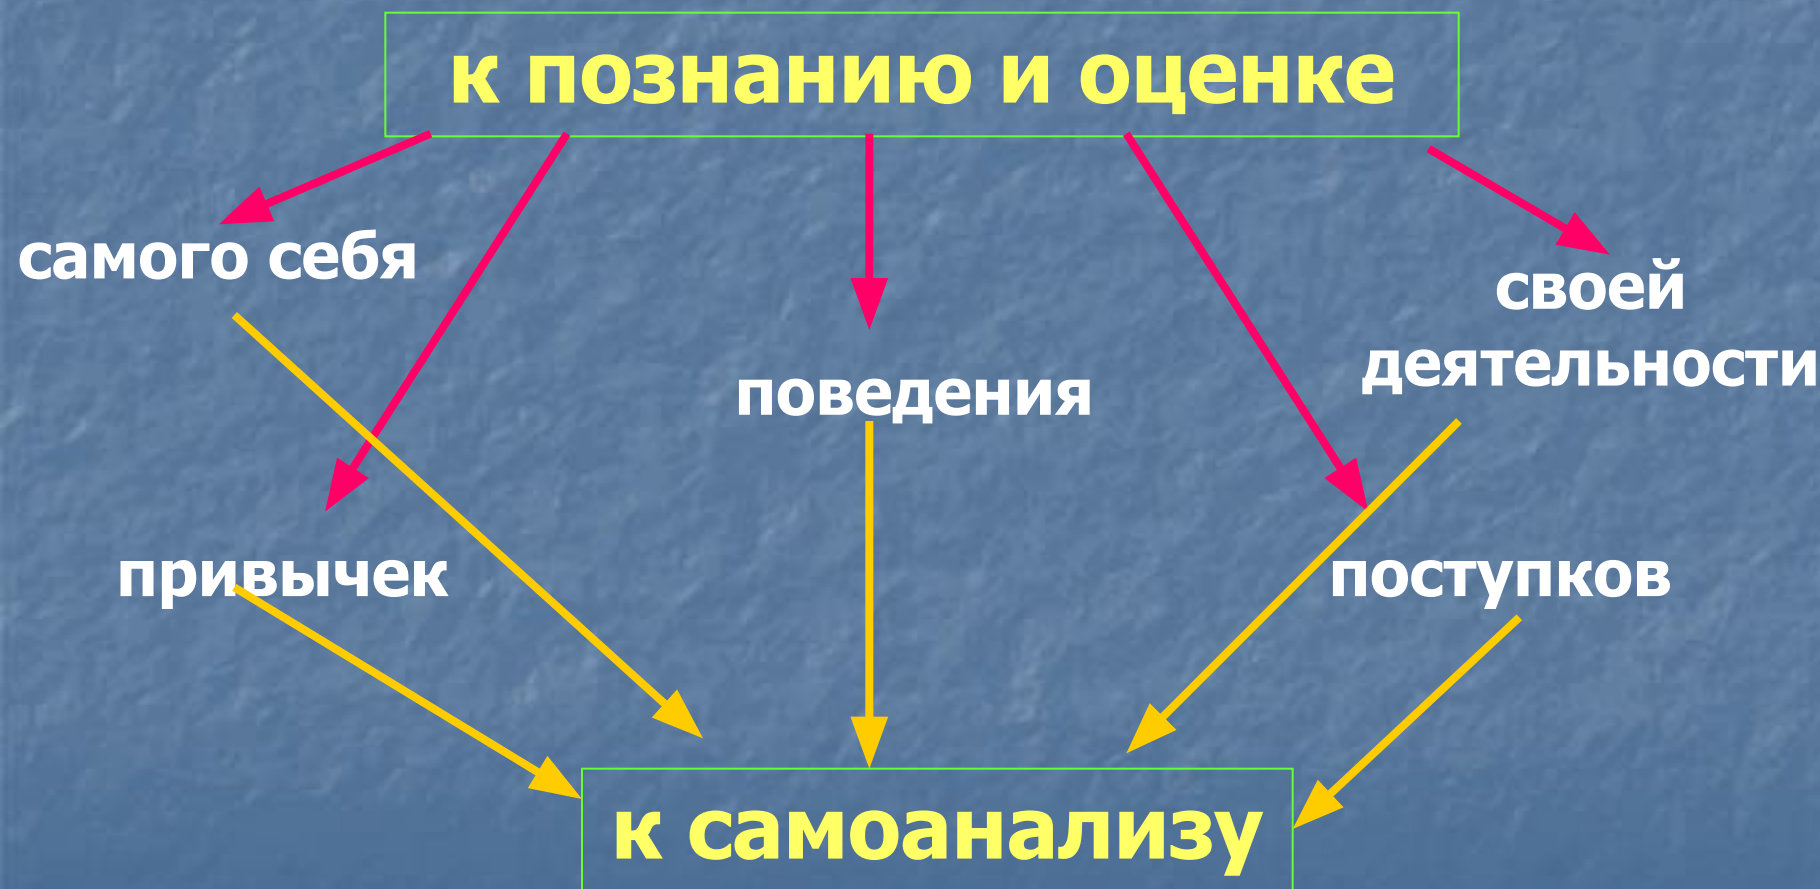 к познанию и оценке
самого себя
своей
деятельности
поведения
привычек
поступков
к самоанализу